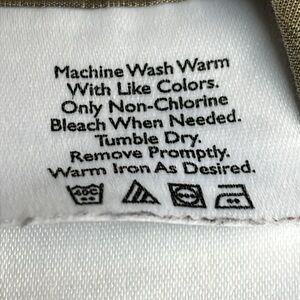 Machine Wash Warm
With Like Colors.
Only Non-Chlorine
Bleach When Needed.
Tumble Dry.
Remove Promptly.
Warm Iron As Desired.